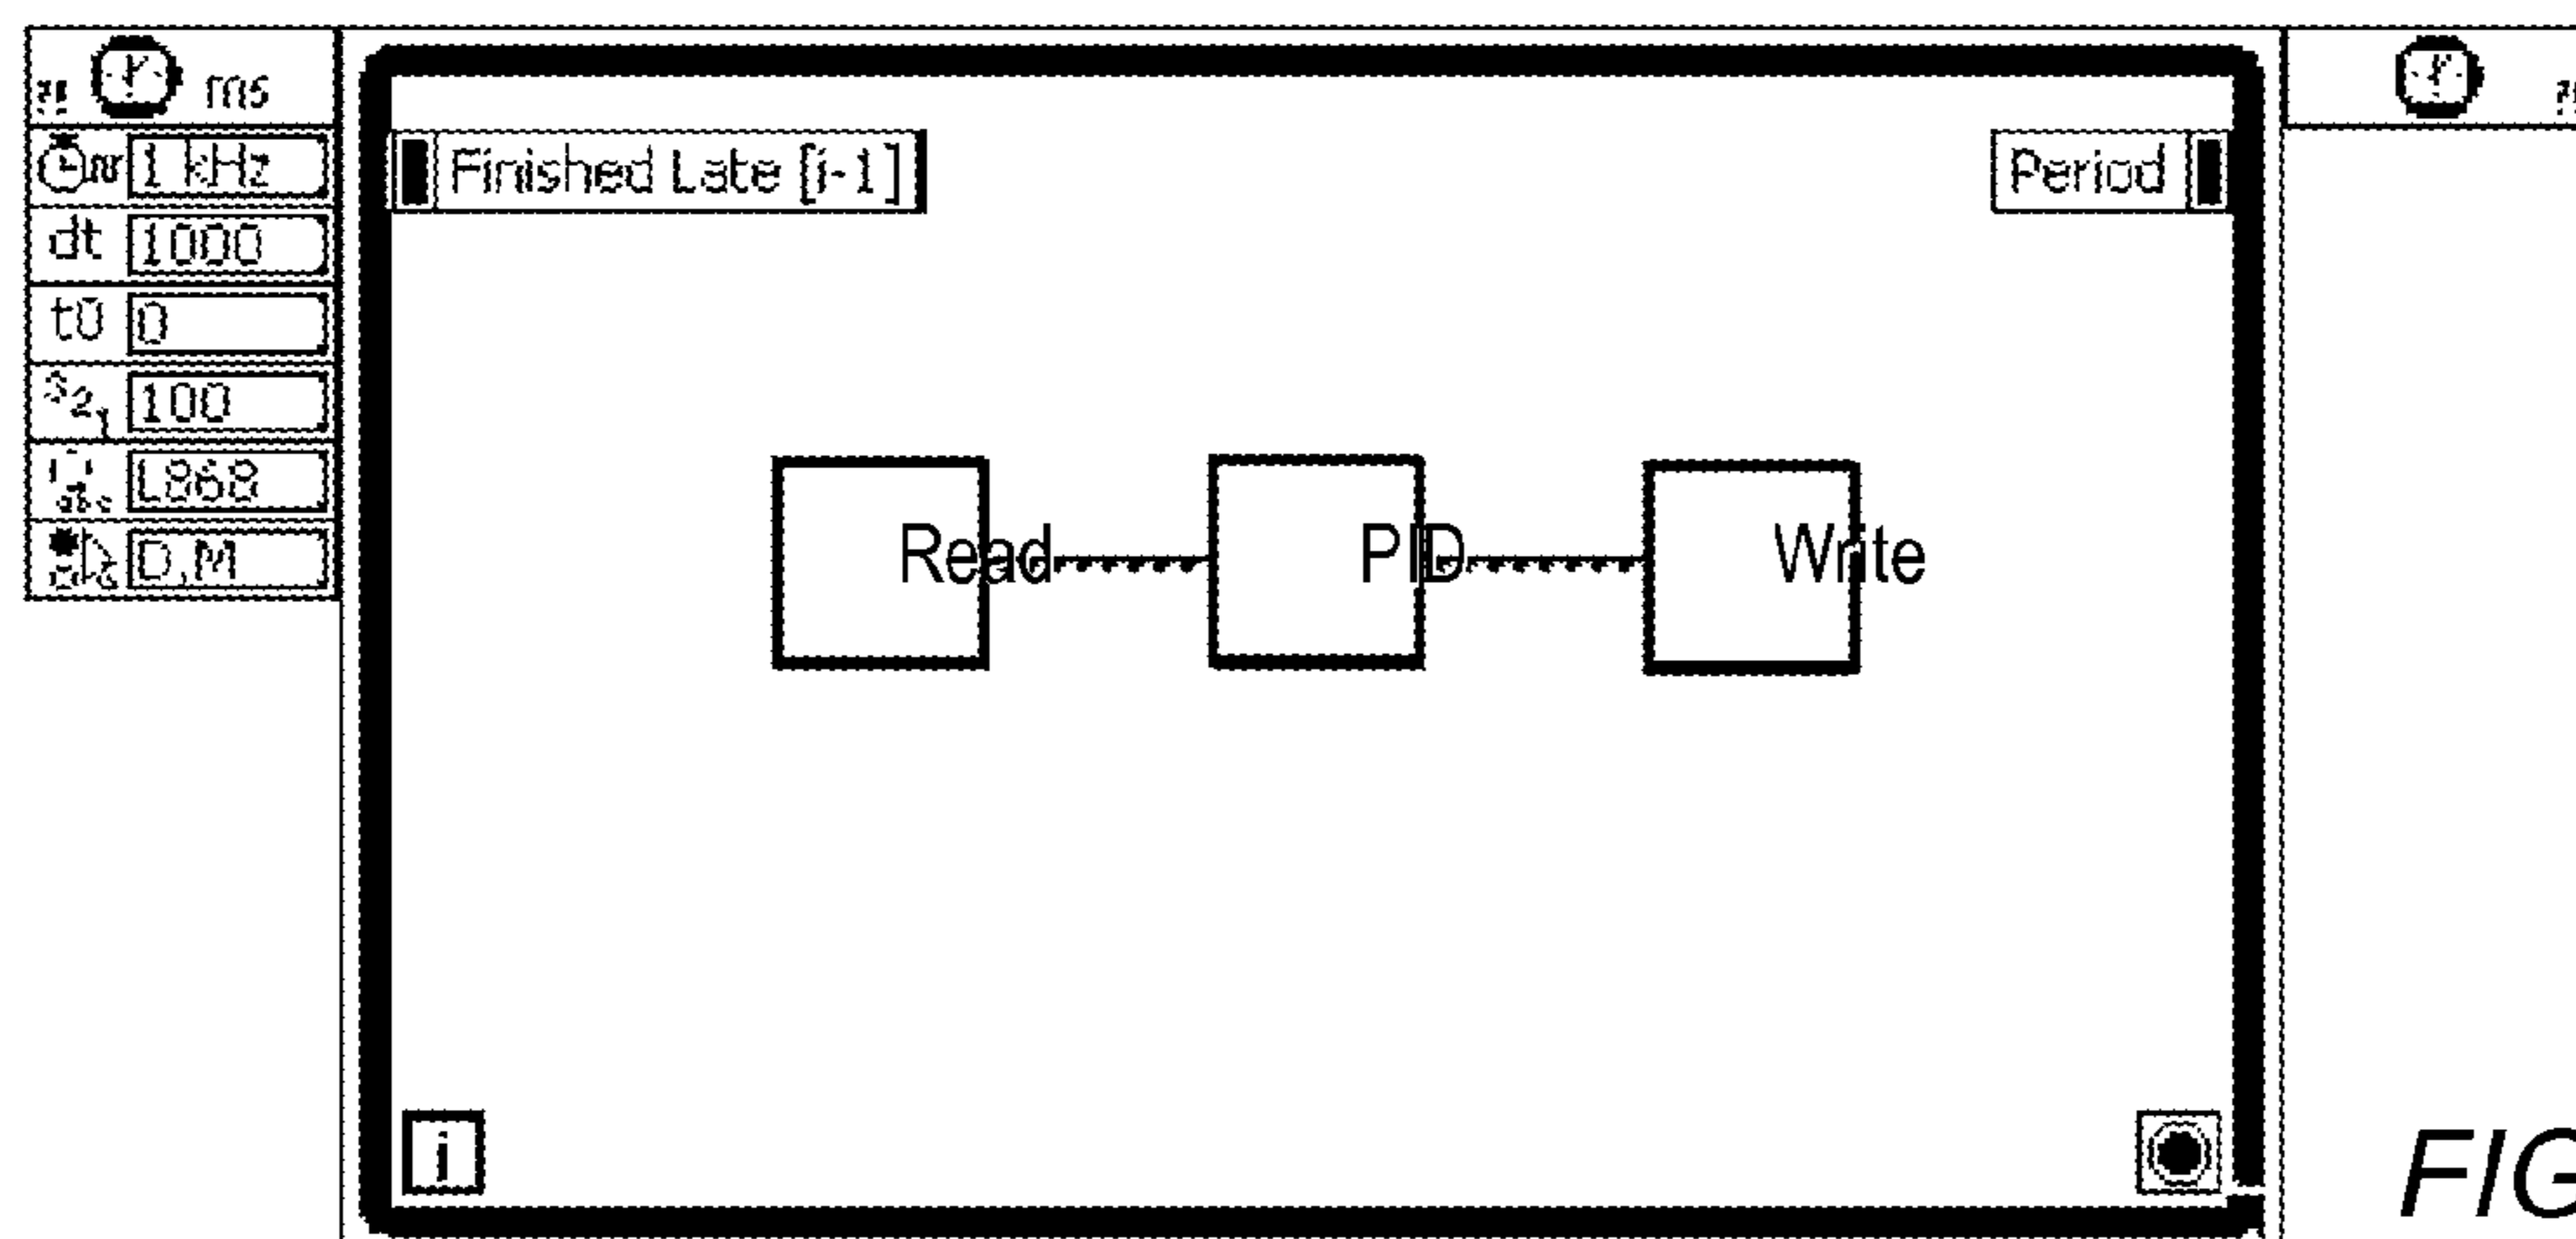 ms
1 kHz
Finished Late [i-1]
Period
dt 1000
t0 0
100
L868
D,M
Read PID Write
i
FIG